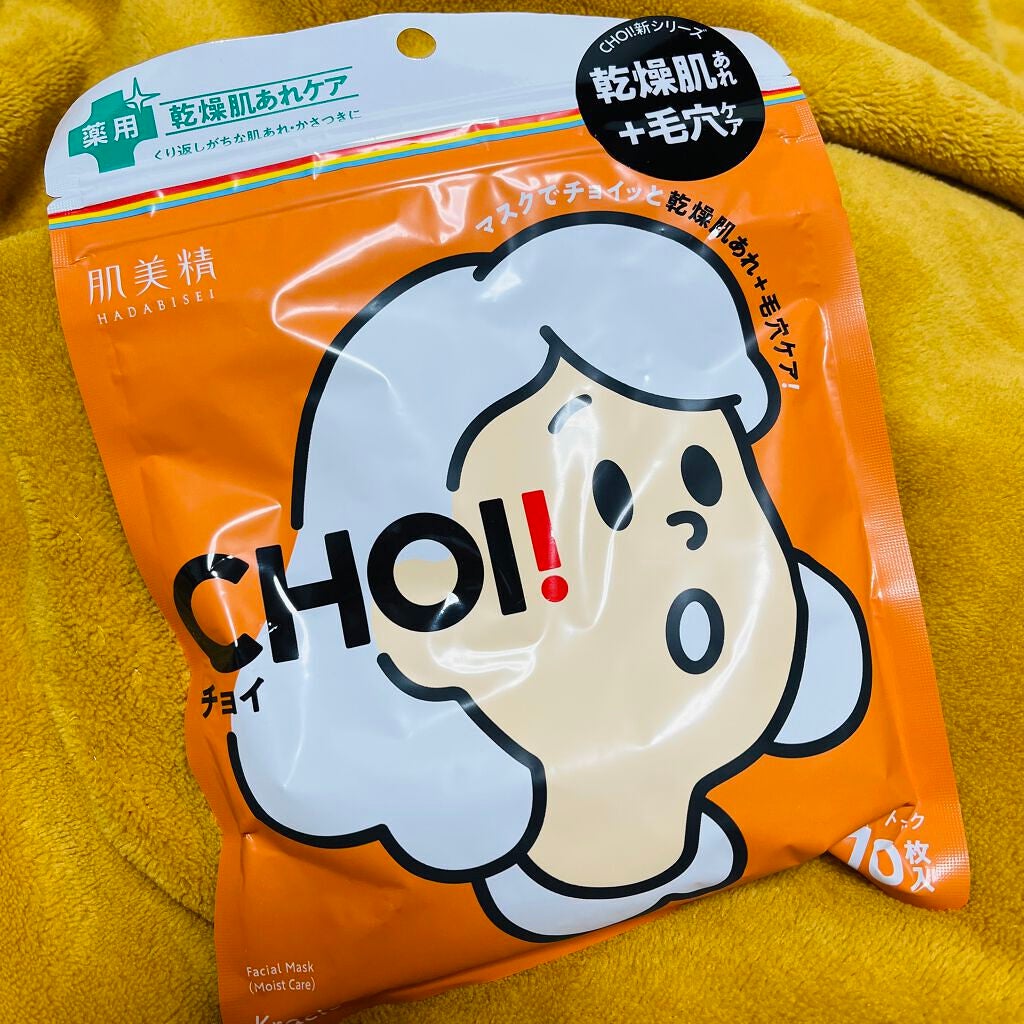 CHOI!新シリーズ
乾燥肌あれ
+毛穴ケア
薬用
乾燥肌あれケア
くり返しがちな肌あれ・かさつきに
マスクでチョイッと乾燥肌あれ+毛穴ケア!
肌美精
HADABISEI
CHOI!
チョイ
10枚入
Facial Mask
(Moist Care)